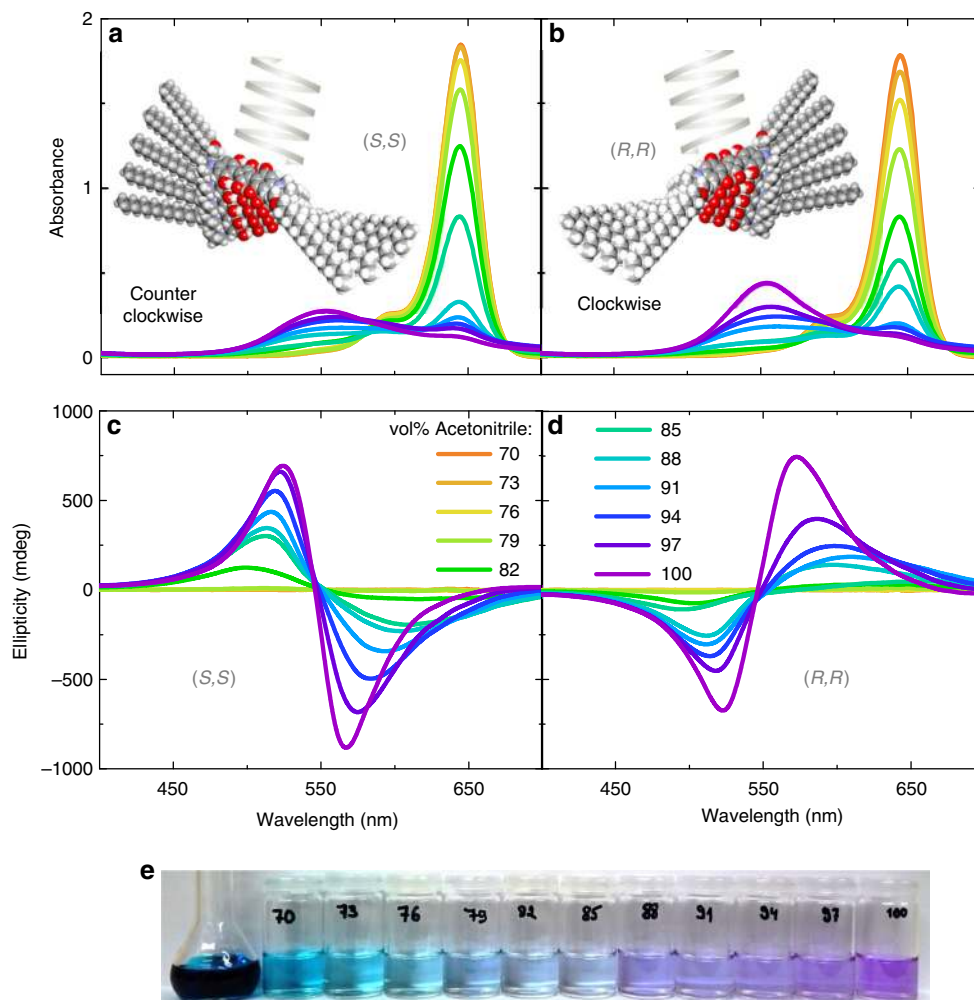 a
b
2
1
0
Absorbance
(S,S)
(R,R)
Counter
clockwise
Clockwise
c
d
1000
500
0
−500
−1000
Ellipticity (mdeg)
vol% Acetonitrile:
70
73
76
79
82
85
88
91
94
97
100
(S,S)
(R,R)
450 550 650
450 550 650
Wavelength (nm)
Wavelength (nm)
e
70 73 76 79 82 85 88 91 94 97 100